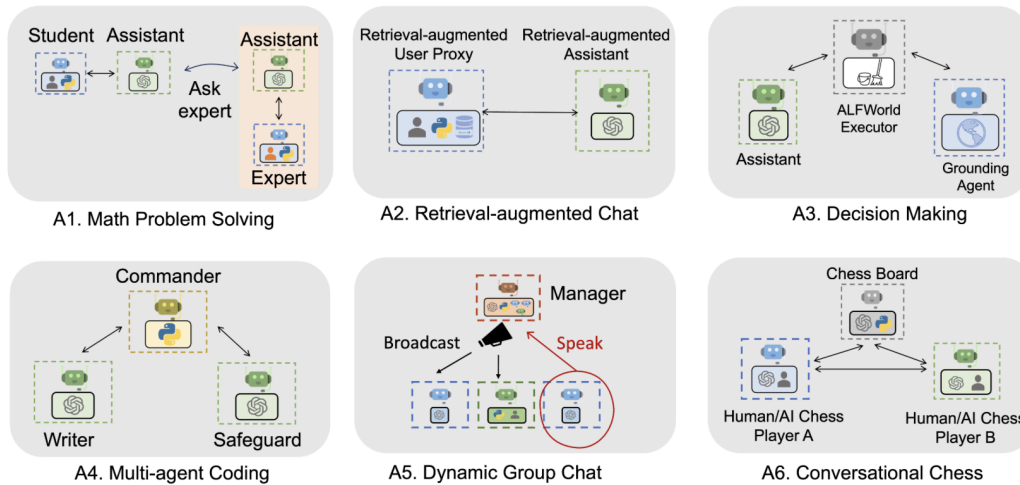 Student
Assistant
Ask
expert
Assistant
Expert
A1. Math Problem Solving
Retrieval-augmented
User Proxy
Retrieval-augmented
Assistant
A2. Retrieval-augmented Chat
ALFWorld
Executor
Assistant
Grounding
Agent
A3. Decision Making
Commander
Writer
Safeguard
A4. Multi-agent Coding
Manager
Broadcast
Speak
A5. Dynamic Group Chat
Chess Board
Human/AI Chess
Player A
Human/AI Chess
Player B
A6. Conversational Chess